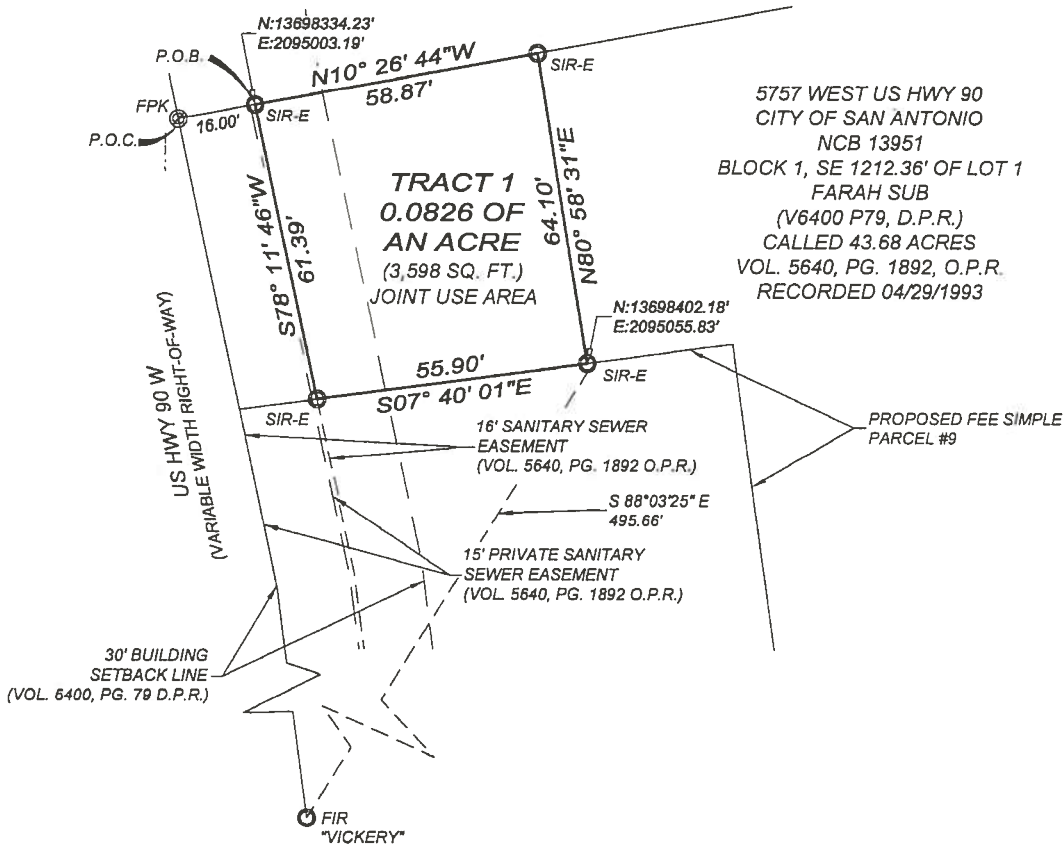 N:13698334.23'
E:2095003.19'
P.O.B.
N10° 26' 44"W
58.87'
SIR-E
FPK
16.00'
SIR-E
P.O.C.
5757 WEST US HWY 90
CITY OF SAN ANTONIO
NCB 13951
BLOCK 1, SE 1212.36' OF LOT 1
FARAH SUB
(V6400 P79, D.P.R.)
CALLED 43.68 ACRES
VOL. 5640, PG. 1892, O.P.R.
RECORDED 04/29/1993
TRACT 1
0.0826 OF
AN ACRE
(3,598 SQ. FT.)
JOINT USE AREA
S78° 11' 46"W
61.39'
64.10'
N80° 58' 31"E
N:13698402.18'
E:2095055.83'
55.90'
S07° 40' 01"E
SIR-E
SIR-E
US HWY 90 W
(VARIABLE WIDTH RIGHT-OF-WAY)
PROPOSED FEE SIMPLE
PARCEL #9
16' SANITARY SEWER
EASEMENT
(VOL. 5640, PG. 1892 O.P.R.)
S 88°03'25" E
495.66'
15' PRIVATE SANITARY
SEWER EASEMENT
(VOL. 5640, PG. 1892 O.P.R.)
30' BUILDING
SETBACK LINE
(VOL. 6400, PG. 79 D.P.R.)
FIR
"VICKERY"